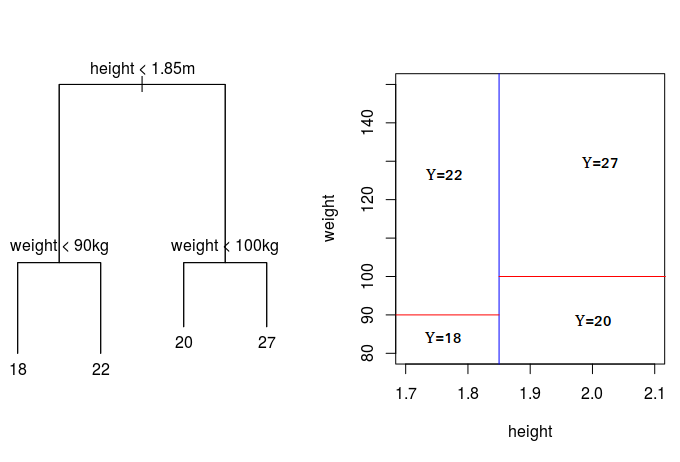 height < 1.85m
weight < 90kg
weight < 100kg
18
22
20
27
weight
140
120
100
90
80
Y=22
Y=27
Y=18
Y=20
1.7
1.8
1.9
2.0
2.1
height